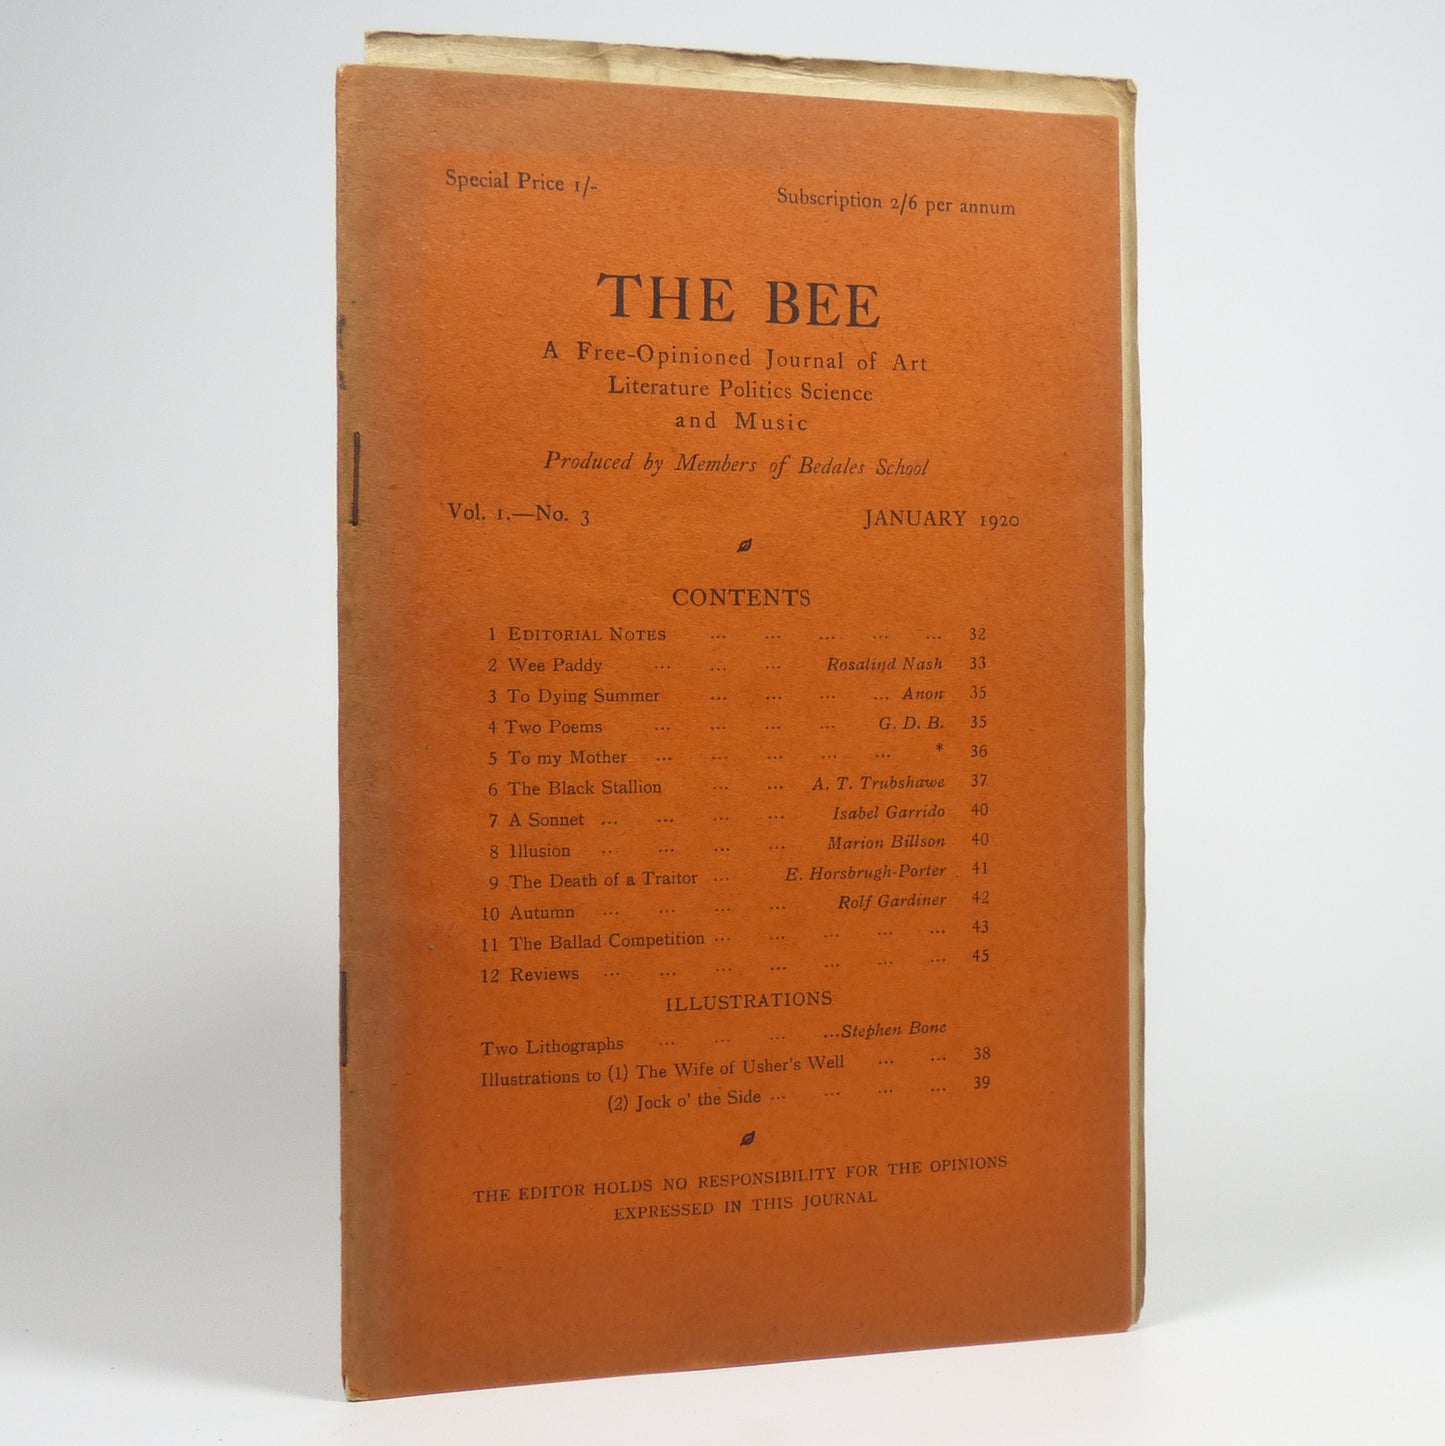 Special Price 1/-
Subscription 2/6 per annum
THE BEE
A Free-Opinioned Journal of Art
Literature Politics Science
and Music
Produced by Members of Bedales School
Vol. 1.—No. 3 JANUARY 1920
CONTENTS
1 EDITORIAL NOTES ... ... ... ... ... 32
2 Wee Paddy ... ... ... Rosalind Nash 33
3 To Dying Summer ... ... ... ... Anon 35
4 Two Poems ... ... ... ... G. D. B. 35
5 To my Mother ... ... ... ... ... * 36
6 The Black Stallion ... ... A. T. Trubshawe 37
7 A Sonnet ... ... ... ... Isabel Garrido 40
8 Illusion ... ... ... ... Marion Billson 40
9 The Death of a Traitor ... E. Horsbrugh-Porter 41
10 Autumn ... ... ... ... Rolf Gardiner 42
11 The Ballad Competition ... ... ... ... ... 43
12 Reviews ... ... ... ... ... ... ... 45
ILLUSTRATIONS
Two Lithographs ... ... ... ...Stephen Bone
Illustrations to (1) The Wife of Usher's Well ... ... 38
(2) Jock o' the Side ... ... ... ... 39
THE EDITOR HOLDS NO RESPONSIBILITY FOR THE OPINIONS
EXPRESSED IN THIS JOURNAL